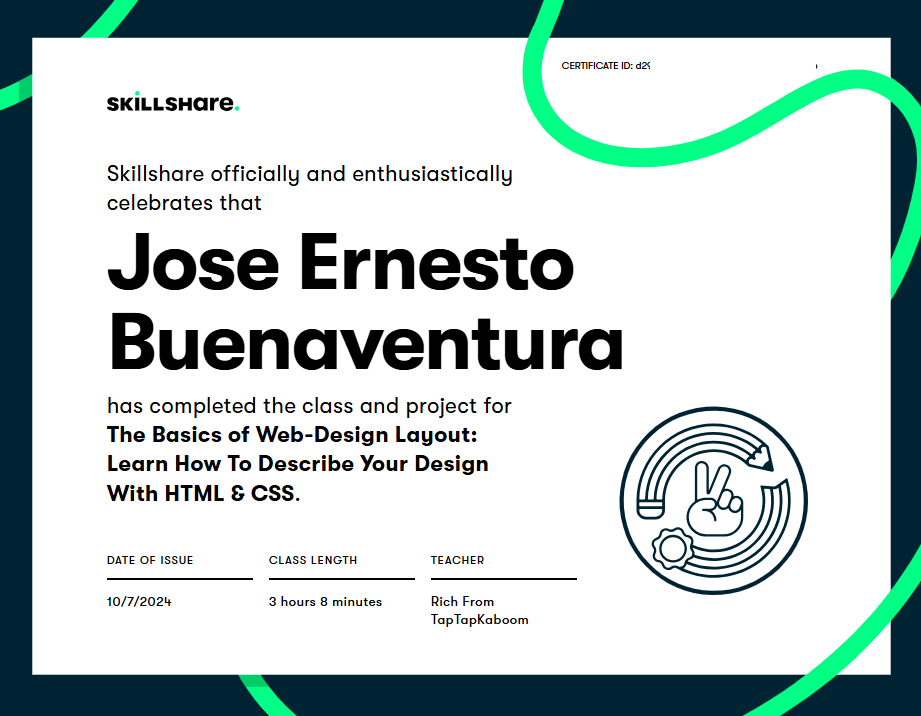 CERTIFICATE ID: d29
SKILLSHare.
Skillshare officially and enthusiastically
celebrates that
Jose Ernesto
Buenaventura
has completed the class and project for
The Basics of Web-Design Layout:
Learn How To Describe Your Design
With HTML & CSS.
DATE OF ISSUE CLASS LENGTH TEACHER
10/7/2024 3 hours 8 minutes Rich From
TapTapKaboom